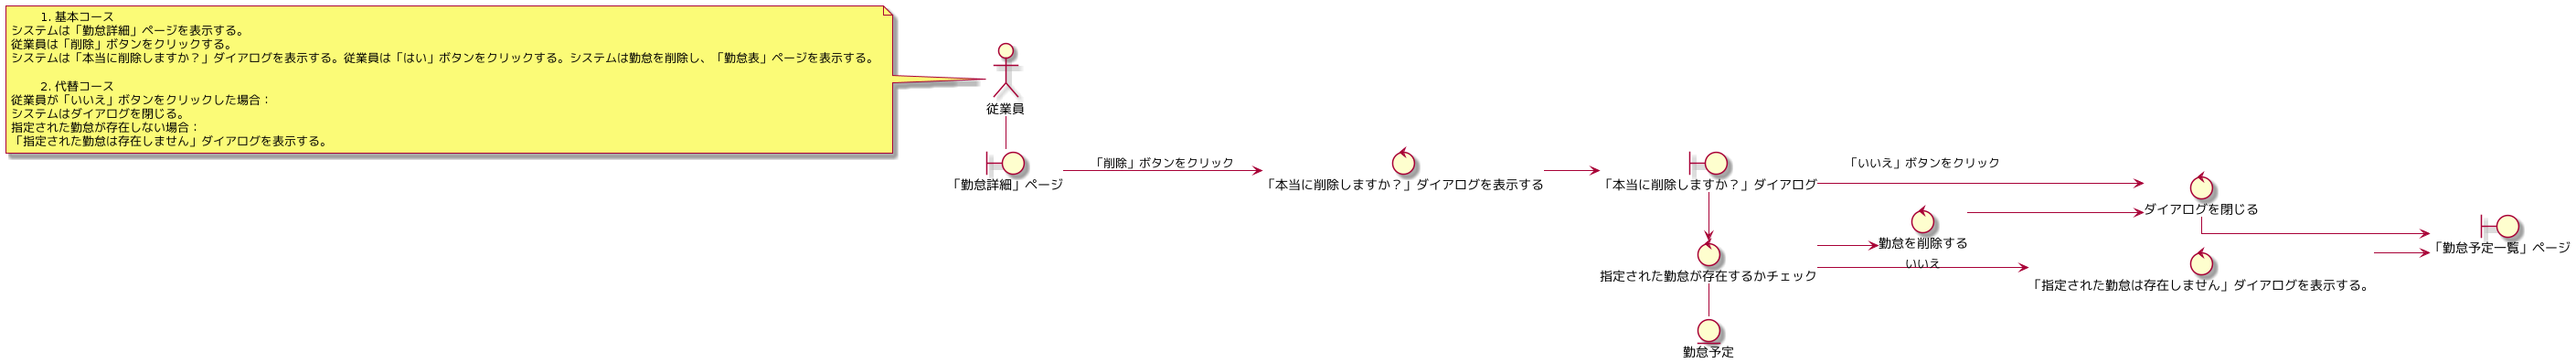 1. 基本コース
システムは「勤怠詳細」ページを表示する。
従業員は「削除」ボタンをクリックする。
システムは「本当に削除しますか？」ダイアログを表示する。従業員は「はい」ボタンをクリックする。システムは勤怠を削除し、「勤怠表」ページを表示する。
2. 代替コース
従業員が「いいえ」ボタンをクリックした場合：
システムはダイアログを閉じる。
指定された勤怠が存在しない場合：
「指定された勤怠は存在しません」ダイアログを表示する。
従業員
「勤怠詳細」ページ
「削除」ボタンをクリック
「本当に削除しますか？」ダイアログを表示する
「本当に削除しますか？」ダイアログ
「いいえ」ボタンをクリック
ダイアログを閉じる
勤怠を削除する
「勤怠予定一覧」ページ
いいえ
指定された勤怠が存在するかチェック
「指定された勤怠は存在しません」ダイアログを表示する。
勤怠予定